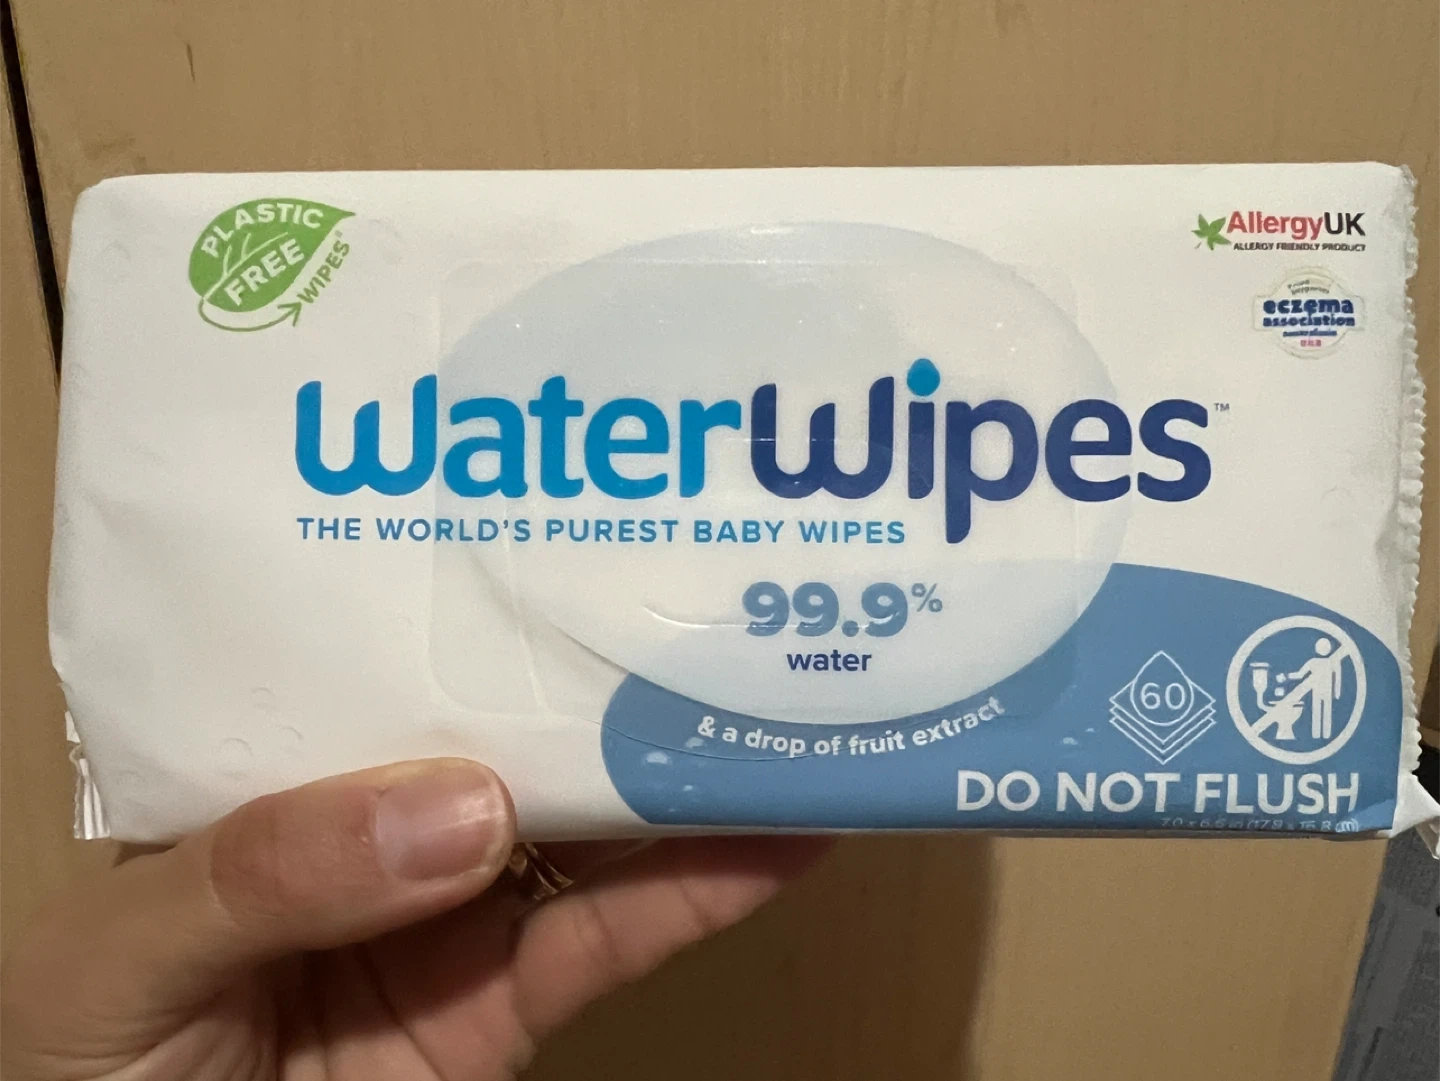 PLASTIC
FREE
WIPES
AllergyUK
ALLERGY FRIENDLY PRODUCT
eczema
association
waterwipes™
THE WORLD'S PUREST BABY WIPES
99.9%
water
& a drop of fruit extract
60
DO NOT FLUSH